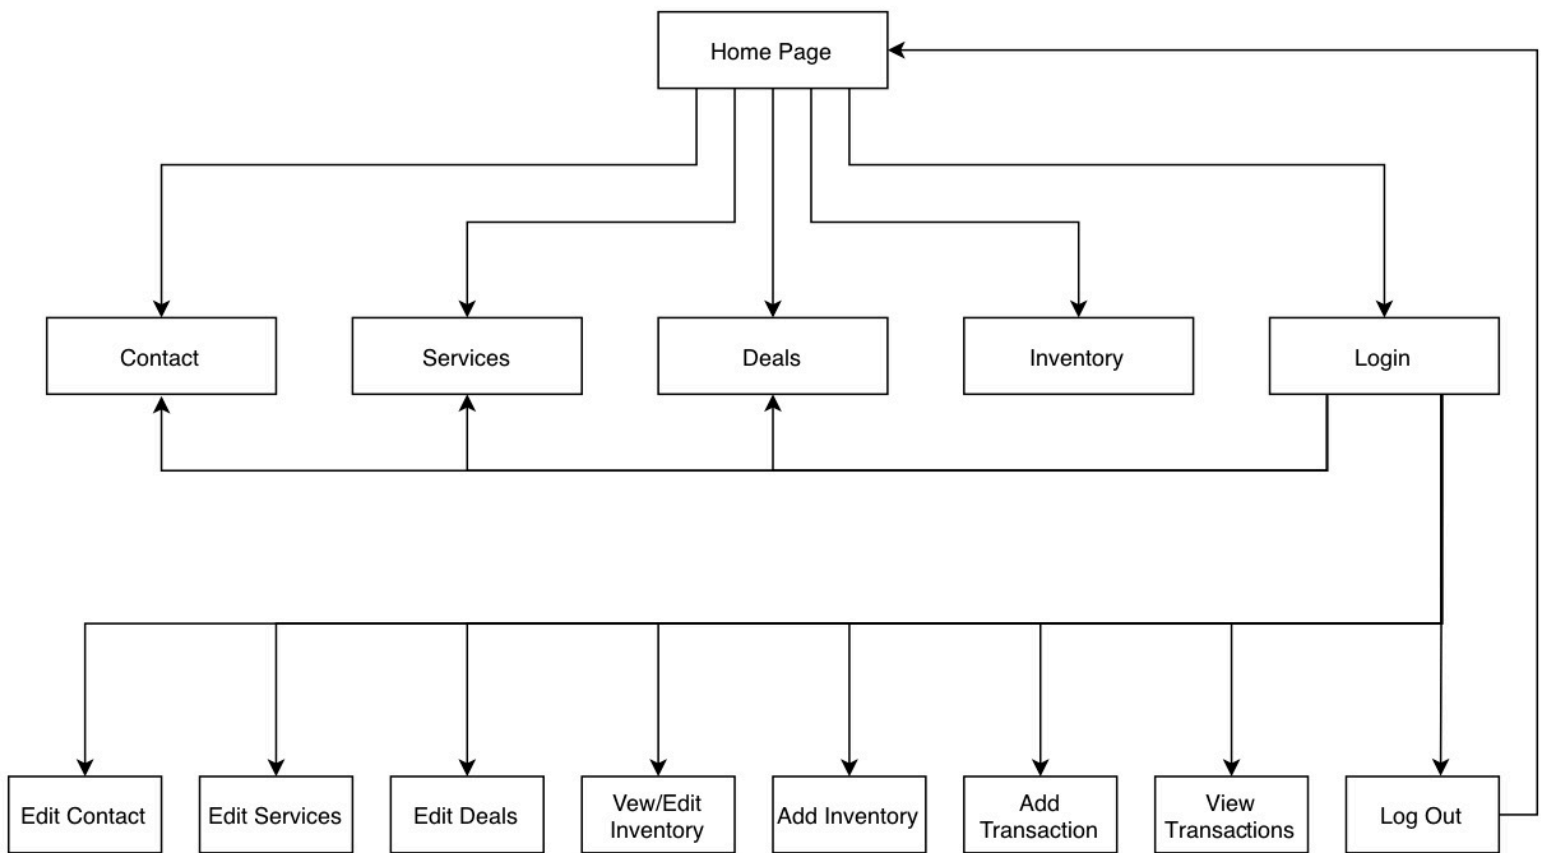 Home Page
Contact
Services
Deals
Inventory
Login
Edit Contact
Edit Services
Edit Deals
Vew/Edit
Inventory
Add Inventory
Add
Transaction
View
Transactions
Log Out